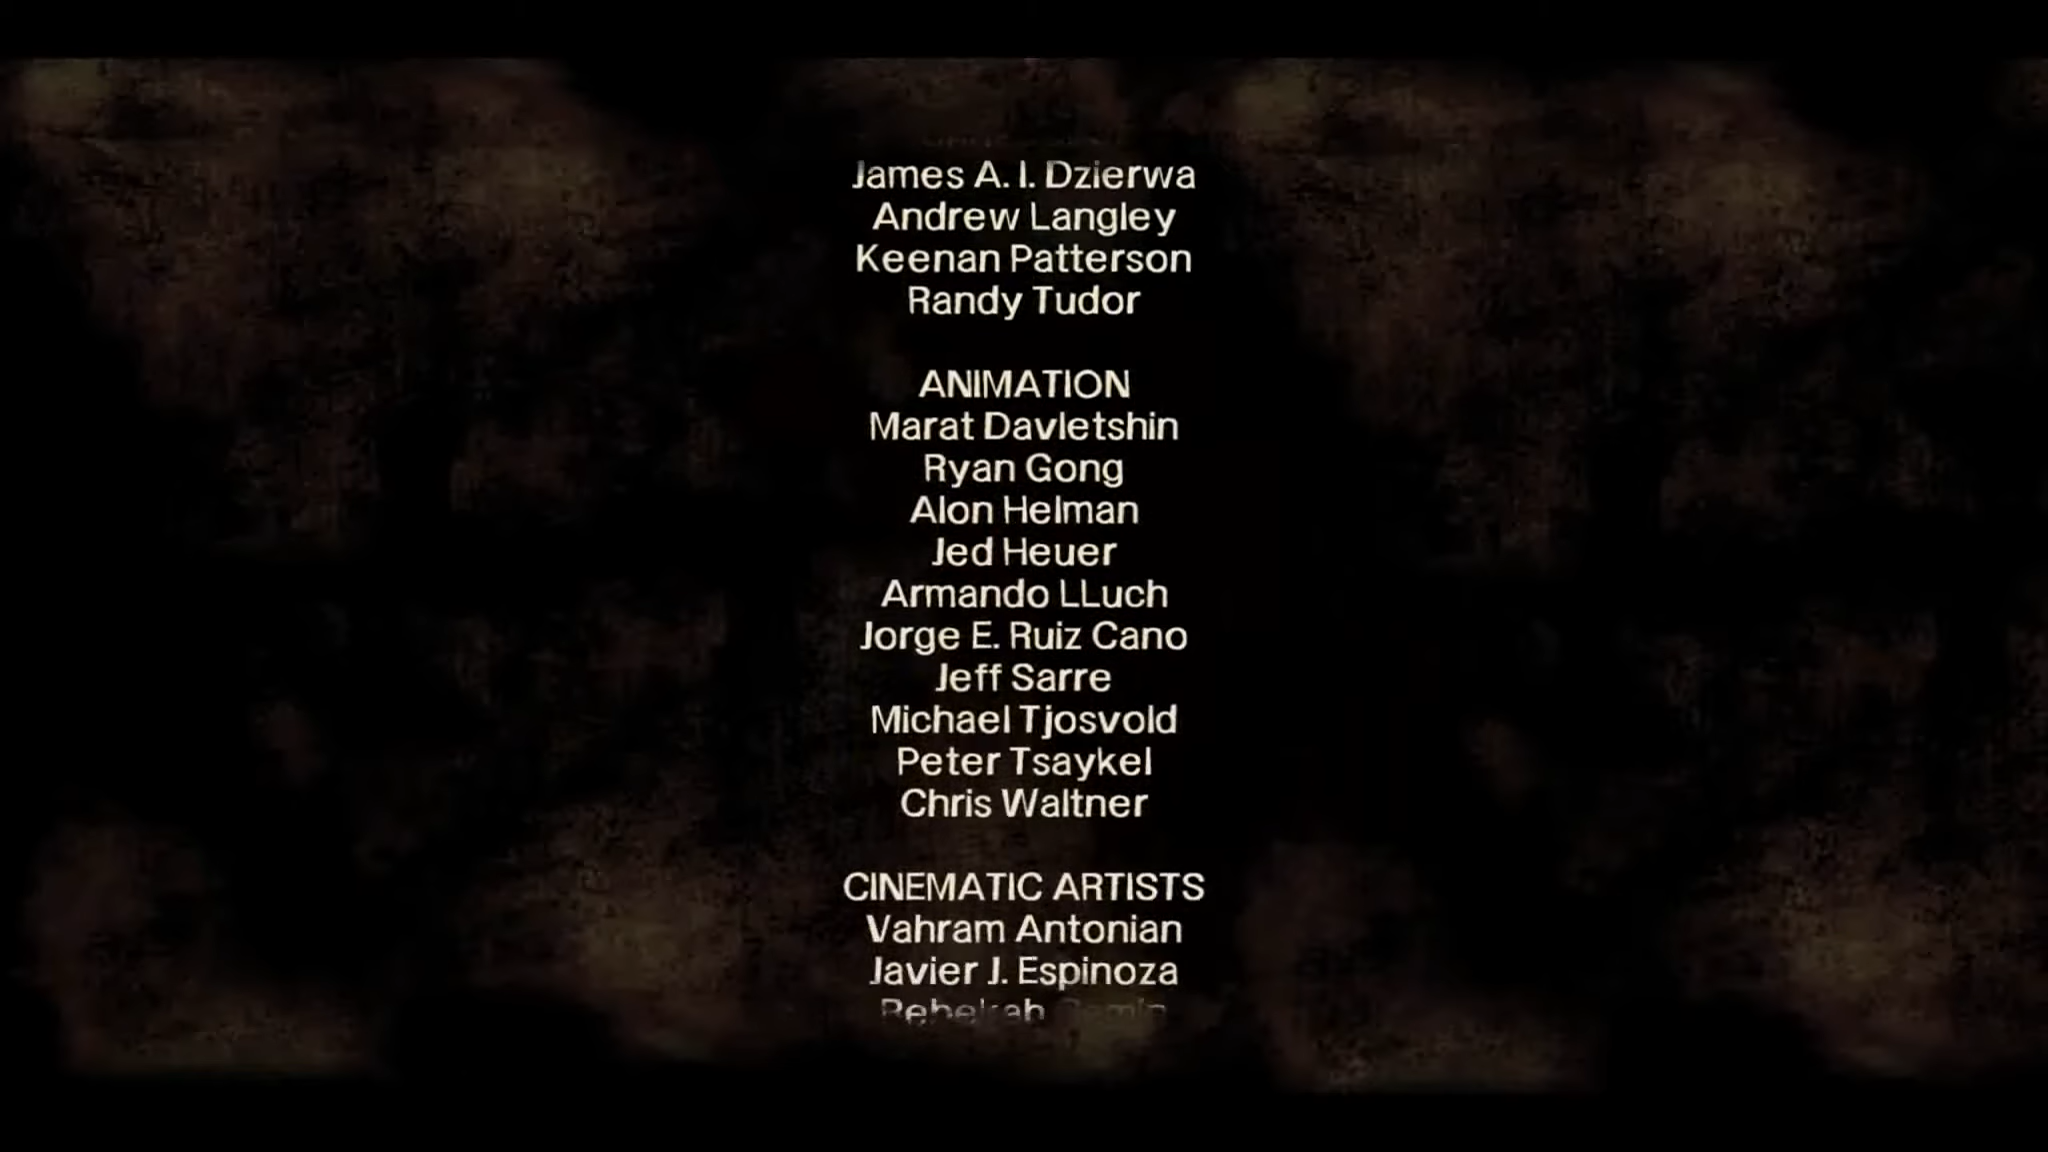 James A. I. Dzierwa
Andrew Langley
Keenan Patterson
Randy Tudor
ANIMATION
Marat Davletshin
Ryan Gong
Alon Helman
Jed Heuer
Armando LLuch
Jorge E. Ruiz Cano
Jeff Sarre
Michael Tjosvold
Peter Tsaykel
Chris Waltner
CINEMATIC ARTISTS
Vahram Antonian
Javier J. Espinoza
Rebekah